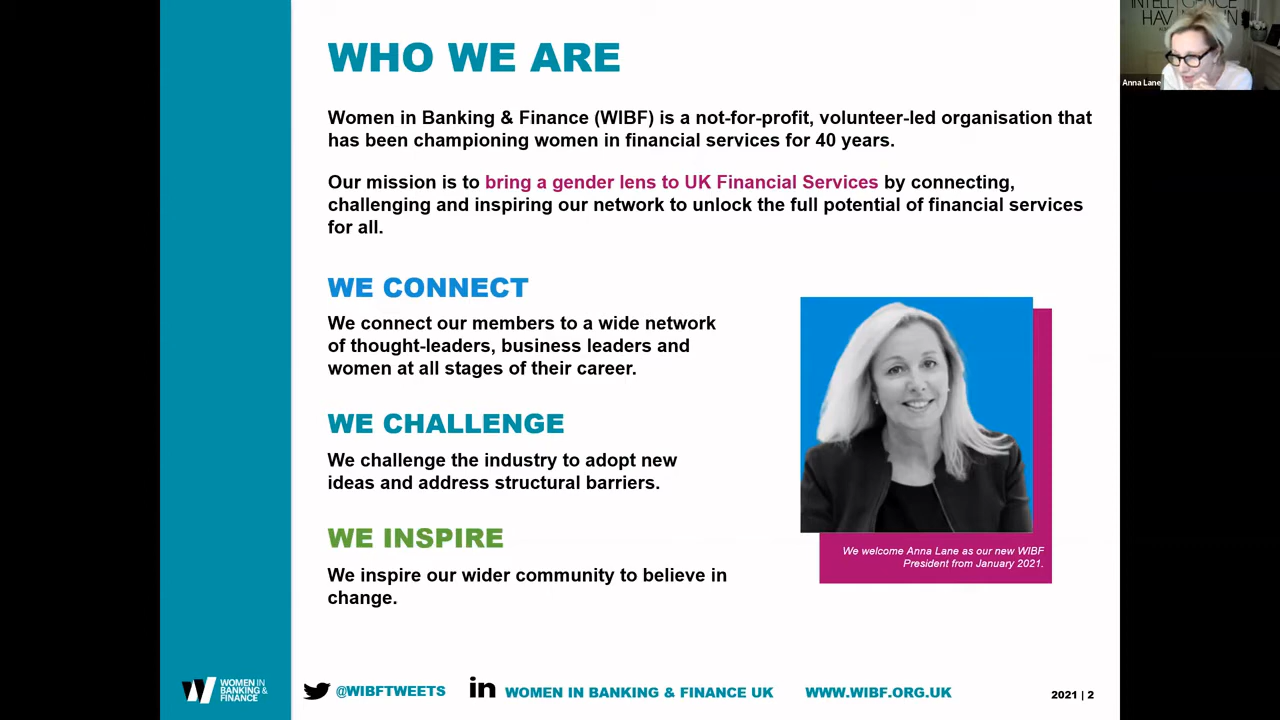 WHO WE ARE
Women in Banking & Finance (WIBF) is a not-for-profit, volunteer-led organisation that
has been championing women in financial services for 40 years.
Our mission is to bring a gender lens to UK Financial Services by connecting,
challenging and inspiring our network to unlock the full potential of financial services
for all.
WE CONNECT
We connect our members to a wide network
of thought-leaders, business leaders and
women at all stages of their career.
WE CHALLENGE
We challenge the industry to adopt new
ideas and address structural barriers.
WE INSPIRE
We inspire our wider community to believe in
change.
We welcome Anna Lane as our new WIBF
President from January 2021.
WOMEN IN
BANKING &
FINANCE
@WIBFTWEETS
in
WOMEN IN BANKING & FINANCE UK
WWW.WIBF.ORG.UK
2021 | 2
Anna Lane